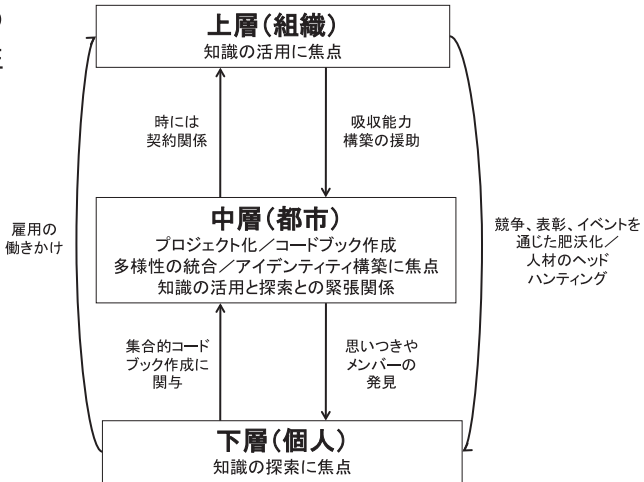 上層(組織)
知識の活用に焦点
時には
契約関係
吸収能力
構築の援助
雇用の
働きかけ
中層(都市)
プロジェクト化／コードブック作成
多様性の統合／アイデンティティ構築に焦点
知識の活用と探索との緊張関係
競争、表彰、イベントを
通じた肥沃化／
人材のヘッド
ハンティング
集合的コード
ブック作成に
関与
思いつきや
メンバーの
発見
下層(個人)
知識の探索に焦点